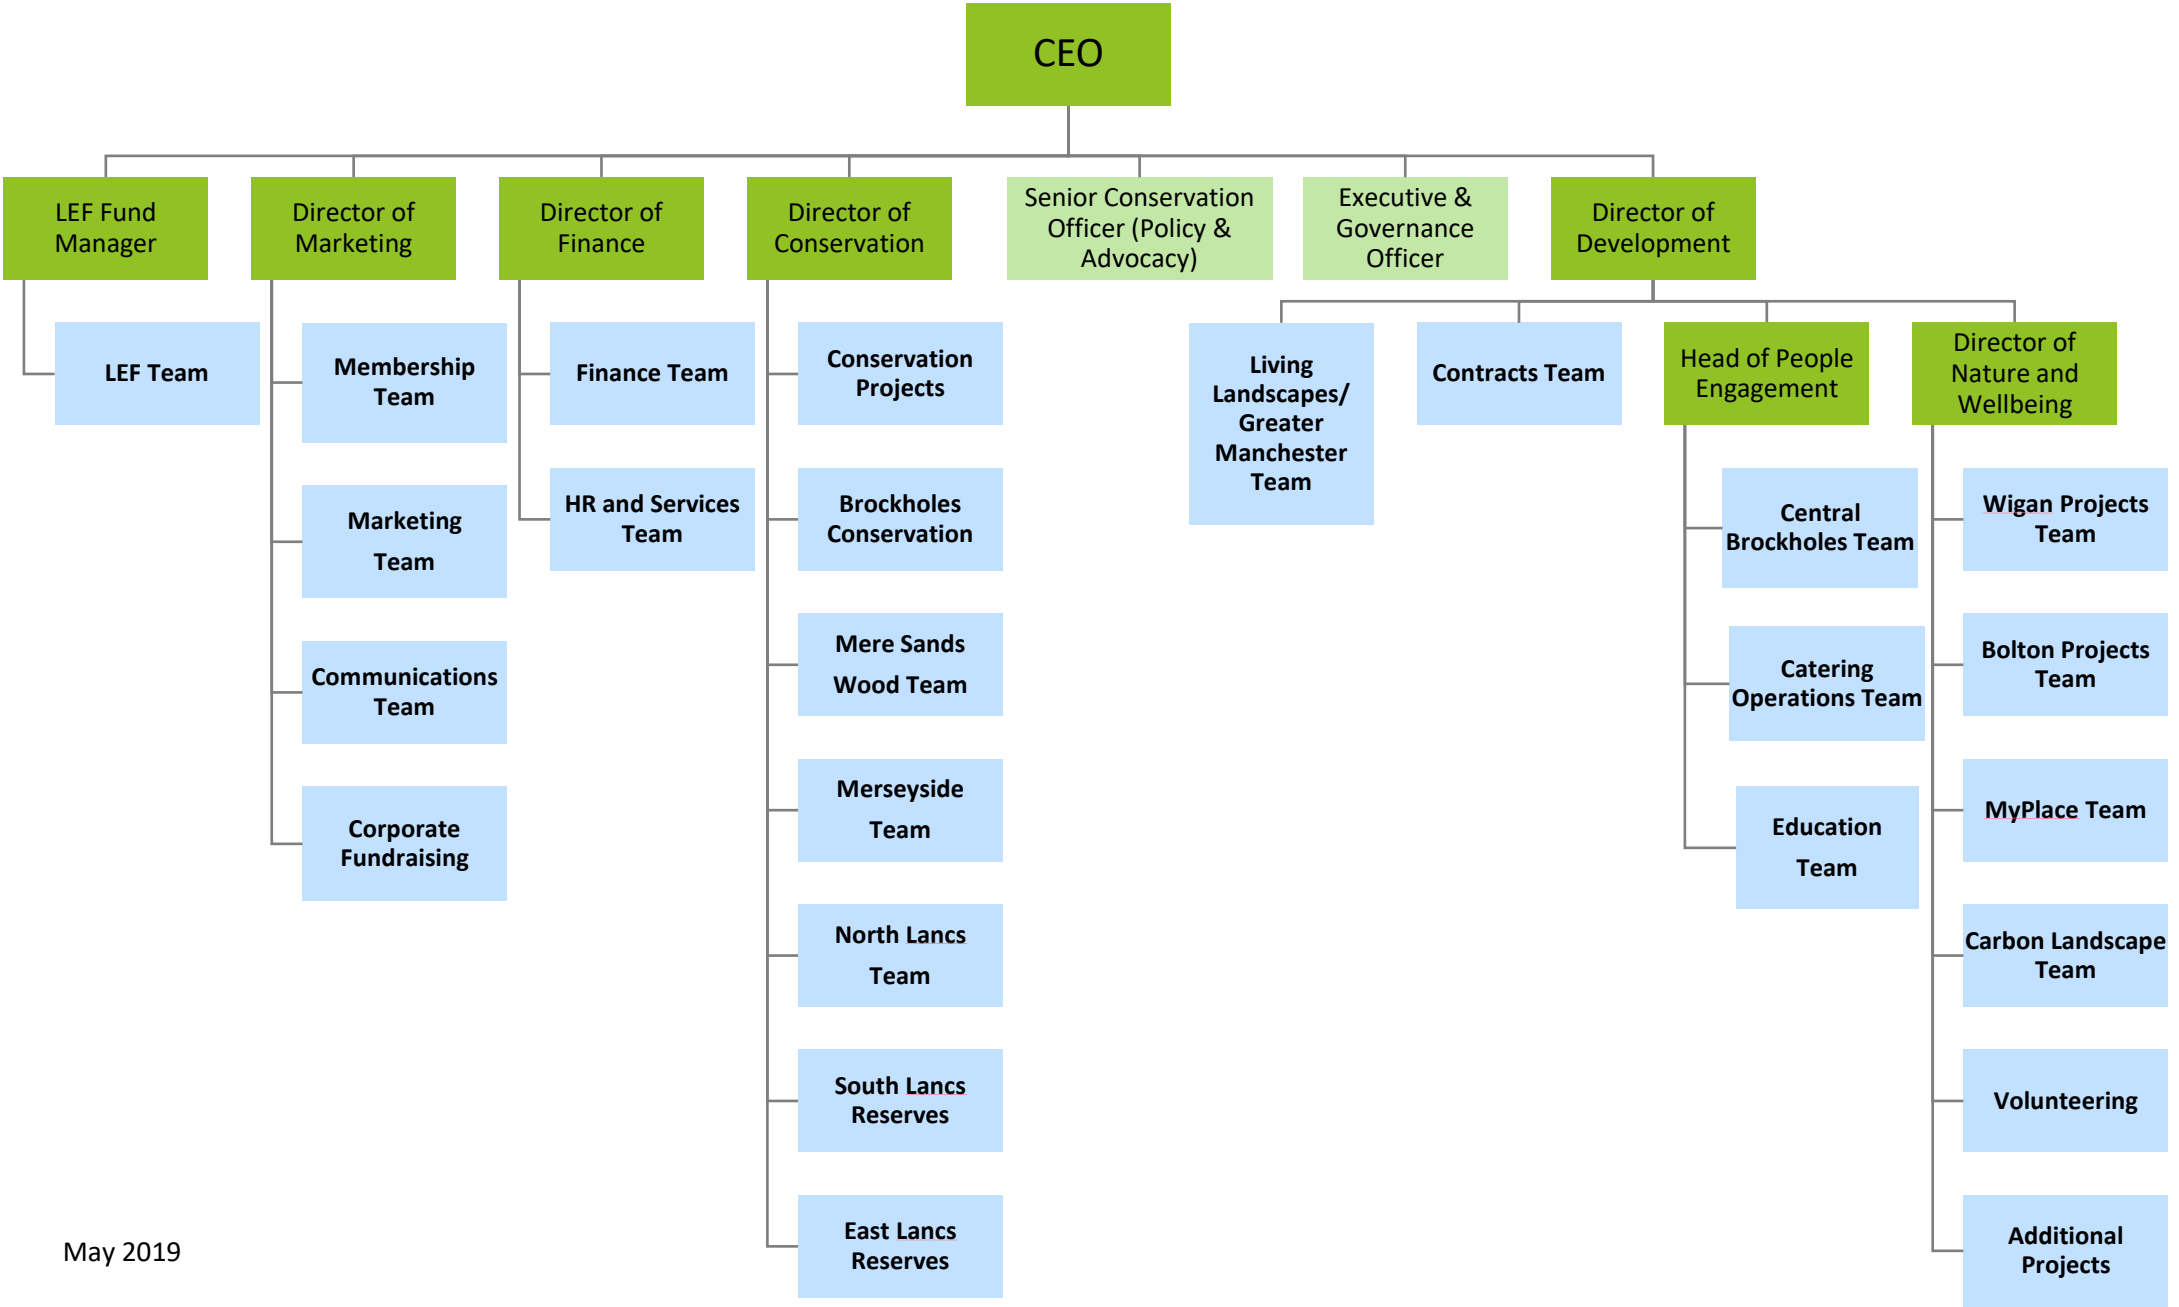 CEO
LEF Fund
Manager
Director of
Marketing
Director of
Finance
Director of
Conservation
Senior Conservation
Officer (Policy &
Advocacy)
Executive &
Governance
Officer
Director of
Development
LEF Team
Membership
Team
Marketing
Team
Communications
Team
Corporate
Fundraising
Finance Team
HR and Services
Team
Conservation
Projects
Brockholes
Conservation
Mere Sands
Wood Team
Merseyside
Team
North Lancs
Team
South Lancs
Reserves
East Lancs
Reserves
Living
Landscapes/
Greater
Manchester
Team
Contracts Team
Head of People
Engagement
Central
Brockholes Team
Catering
Operations Team
Education
Team
Director of
Nature and
Wellbeing
Wigan Projects
Team
Bolton Projects
Team
MyPlace Team
Carbon Landscape
Team
Volunteering
Additional
Projects
May 2019